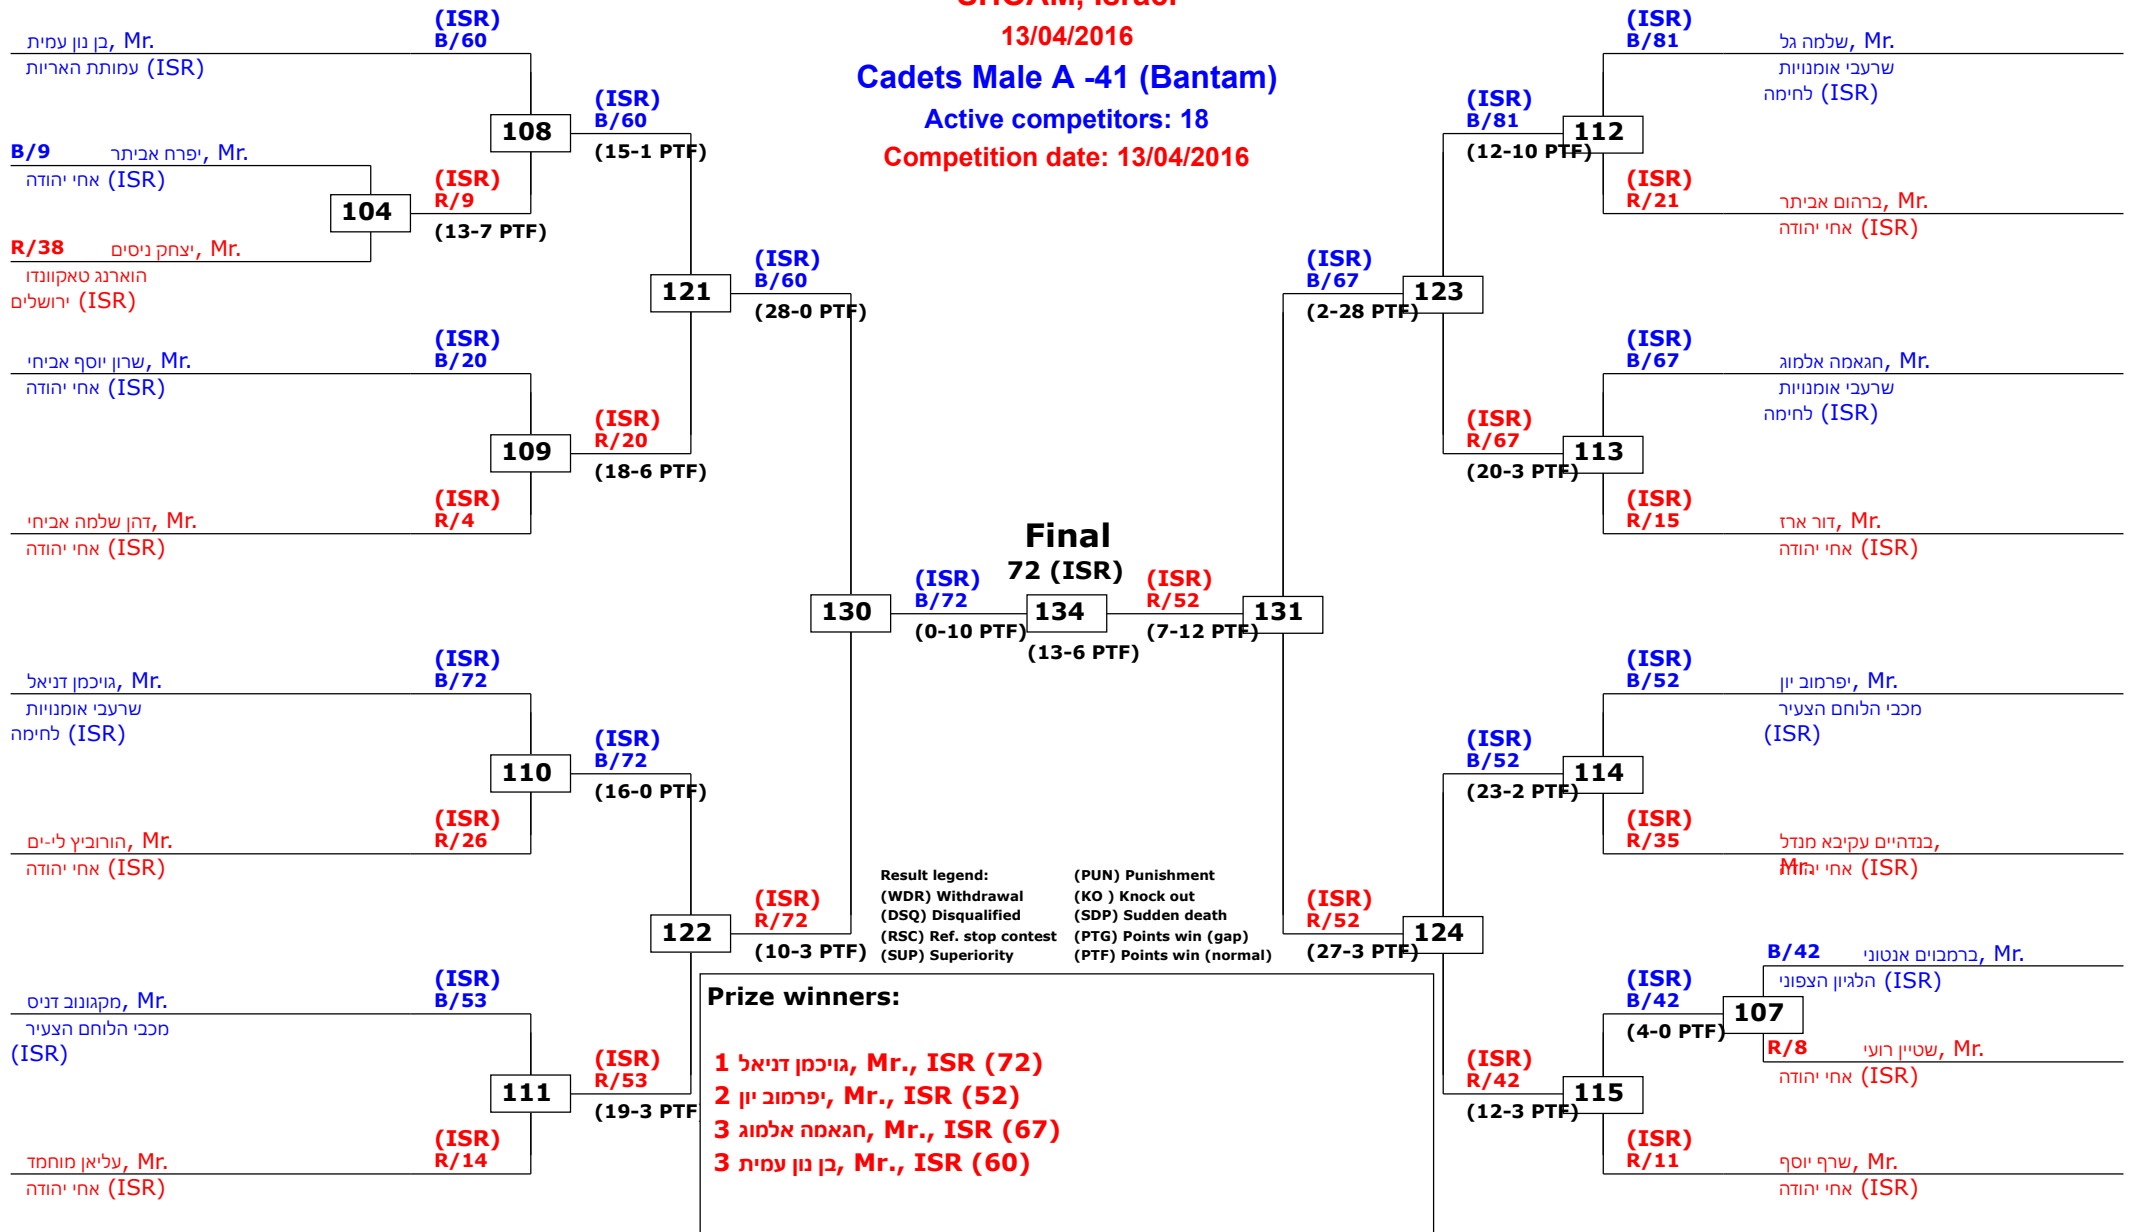 SHOAM, Israel
13/04/2016
Cadets Male A -41 (Bantam)
Active competitors: 18
Competition date: 13/04/2016
(ISR)
B/60
בן נון עמית, Mr.
עמותת האריות (ISR)
B/9 יפרח אביתר, Mr.
אחי יהודה (ISR)
R/38 יצחק ניסים, Mr.
הוארנג טאקוונדו
ירושלים (ISR)
104
(ISR)
R/9
(13-7 PTF)
108
(ISR)
B/60
(15-1 PTF)
(ISR)
B/20
שרון יוסף אביחי, Mr.
אחי יהודה (ISR)
109
(ISR)
R/20
(18-6 PTF)
(ISR)
R/4
דהן שלמה אביחי, Mr.
אחי יהודה (ISR)
121
(ISR)
B/60
(28-0 PTF)
(ISR)
B/72
גויכמן דניאל, Mr.
שרעבי אומנויות
לחימה (ISR)
110
(ISR)
B/72
(16-0 PTF)
(ISR)
R/26
הורוביץ לי-ים, Mr.
אחי יהודה (ISR)
122
(ISR)
R/72
(10-3 PTF)
(ISR)
B/53
מקגונוב דניס, Mr.
מכבי הלוחם הצעיר
(ISR)
111
(ISR)
R/53
(19-3 PTF
(ISR)
R/14
עליאן מוחמד, Mr.
אחי יהודה (ISR)
130
(ISR)
B/72
(0-10 PTF)
Final
72 (ISR)
134
(13-6 PTF)
(ISR)
R/52
(7-12 PTF)
131
(ISR)
B/67
(2-28 PTF)
123
(ISR)
B/81
(12-10 PTF)
112
(ISR)
B/81
שלמה גל, Mr.
שרעבי אומנויות
לחימה (ISR)
(ISR)
R/21
ברהום אביתר, Mr.
אחי יהודה (ISR)
(ISR)
B/67
חגאמה אלמוג, Mr.
שרעבי אומנויות
לחימה (ISR)
(ISR)
R/67
(20-3 PTF)
113
(ISR)
R/15
דור ארז, Mr.
אחי יהודה (ISR)
(ISR)
B/52
יפרמוב יון, Mr.
מכבי הלוחם הצעיר
(ISR)
(ISR)
B/52
(23-2 PTF)
114
(ISR)
R/35
בנדהיים עקיבא מנדל,
Mr.
אחי יהודה (ISR)
(ISR)
R/52
(27-3 PTF)
124
B/42 ברמבוים אנטוני, Mr.
הלגיון הצפוני (ISR)
(ISR)
B/42
(4-0 PTF)
107
R/8 שטיין רועי, Mr.
אחי יהודה (ISR)
(ISR)
R/42
(12-3 PTF)
115
(ISR)
R/11
שרף יוסף, Mr.
אחי יהודה (ISR)
Result legend: (PUN) Punishment
(WDR) Withdrawal (KO ) Knock out
(DSQ) Disqualified (SDP) Sudden death
(RSC) Ref. stop contest (PTG) Points win (gap)
(SUP) Superiority (PTF) Points win (normal)
Prize winners:
1 גויכמן דניאל, Mr., ISR (72)
2 יפרמוב יון, Mr., ISR (52)
3 חגאמה אלמוג, Mr., ISR (67)
3 בן נון עמית, Mr., ISR (60)